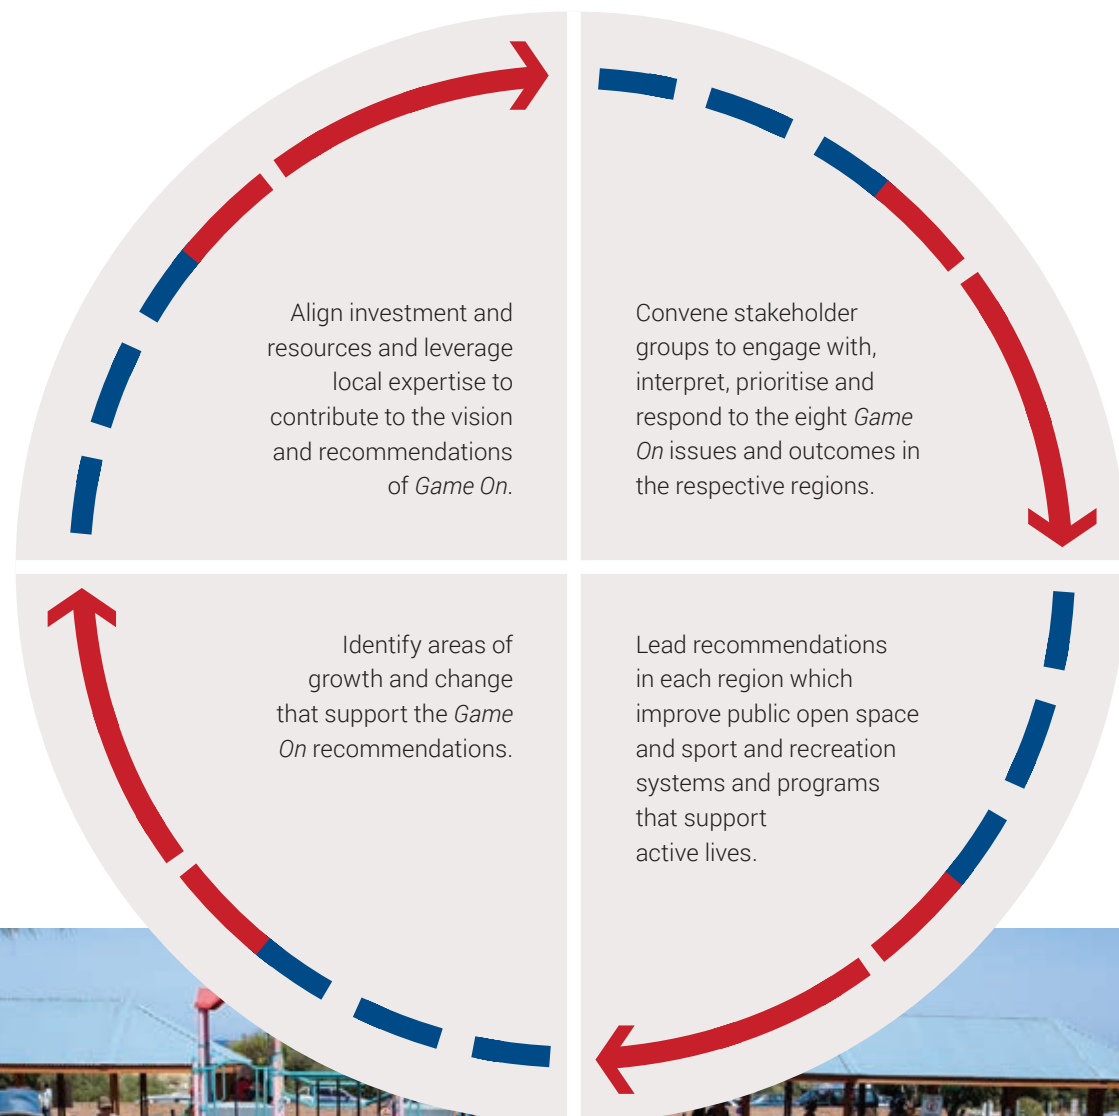 Align investment and
resources and leverage
local expertise to
contribute to the vision
and recommendations
of Game On.
Convene stakeholder
groups to engage with,
interpret, prioritise and
respond to the eight Game
On issues and outcomes in
the respective regions.
Identify areas of
growth and change
that support the Game
On recommendations.
Lead recommendations
in each region which
improve public open space
and sport and recreation
systems and programs
that support
active lives.